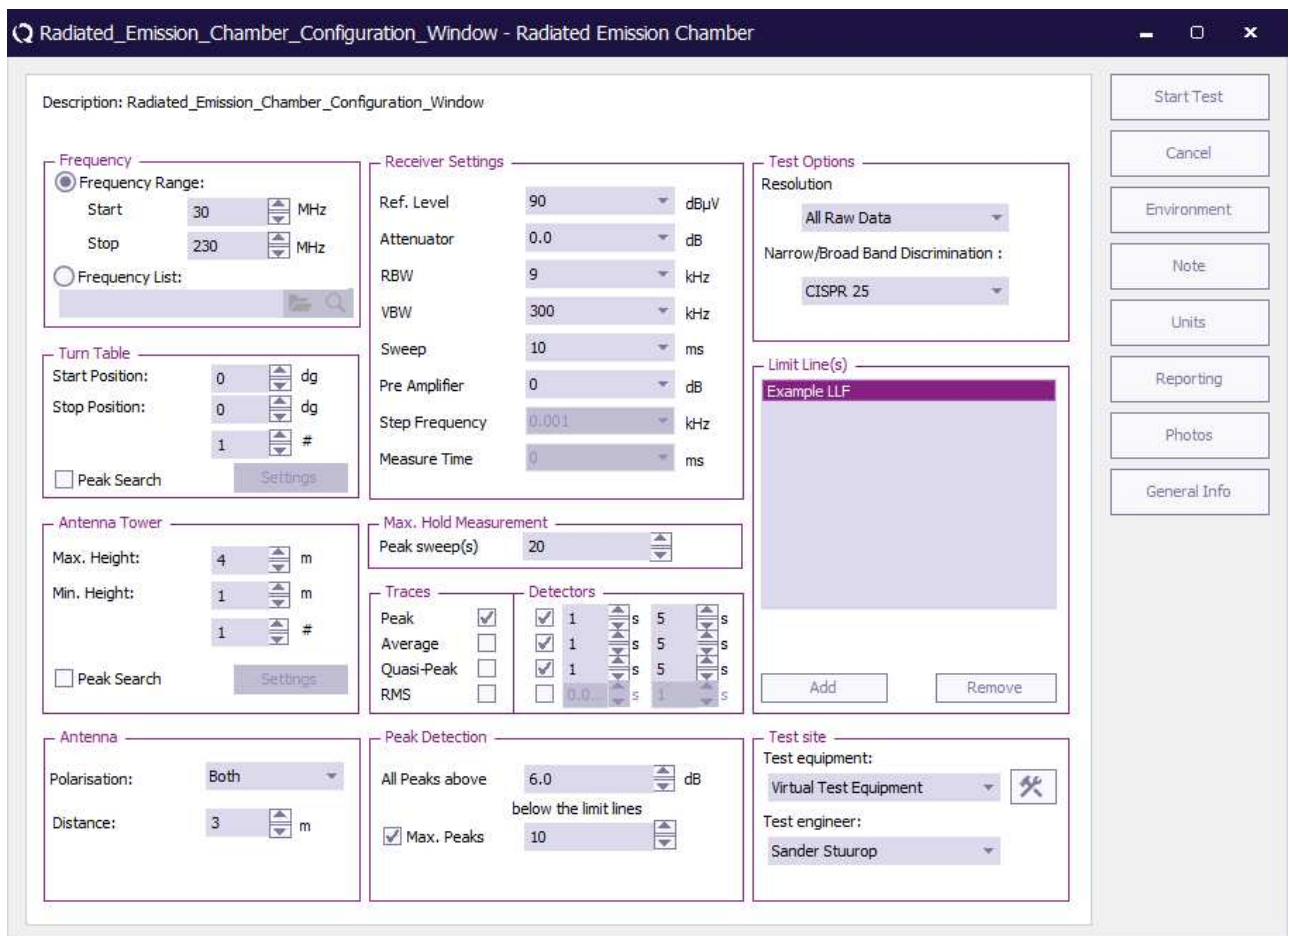 Radiated_Emission_Chamber_Configuration_Window - Radiated Emission Chamber
Description: Radiated_Emission_Chamber_Configuration_Window
Frequency
Frequency Range:
Start 30 MHz
Stop 230 MHz
Frequency List:
Turn Table
Start Position: 0 dg
Stop Position: 0 dg
1 #
Peak Search Settings
Antenna Tower
Max. Height: 4 m
Min. Height: 1 m
1 #
Peak Search Settings
Antenna
Polarisation: Both
Distance: 3 m
Receiver Settings
Ref. Level 90 dBµV
Attenuator 0.0 dB
RBW 9 kHz
VBW 300 kHz
Sweep 10 ms
Pre Amplifier 0 dB
Step Frequency 0.001 kHz
Measure Time 0 ms
Max. Hold Measurement
Peak sweep(s) 20
Traces Detectors
Peak 1 s 5 s
Average 1 s 5 s
Quasi-Peak 1 s 5 s
RMS 0.0... s 1 s
Peak Detection
All Peaks above 6.0 dB
below the limit lines
Max. Peaks 10
Test Options
Resolution
All Raw Data
Narrow/Broad Band Discrimination :
CISPR 25
Limit Line(s)
Example LLF
Add Remove
Test site
Test equipment:
Virtual Test Equipment
Test engineer:
Sander Stuurop
Start Test
Cancel
Environment
Note
Units
Reporting
Photos
General Info